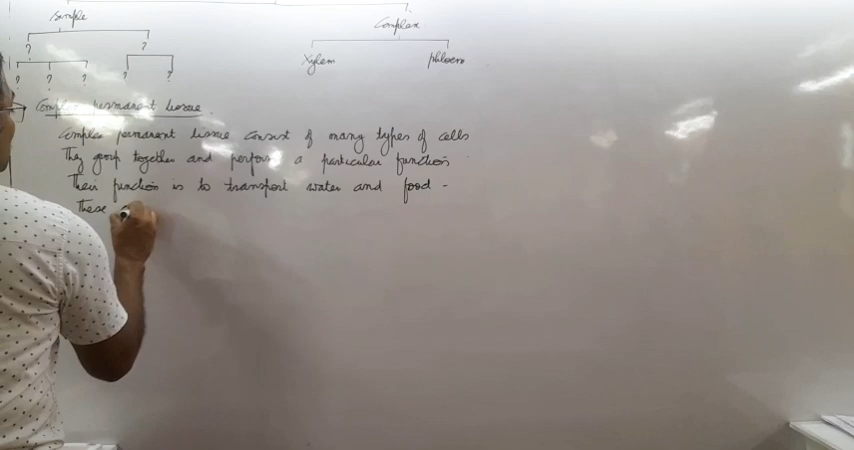 Simple
Complex
? ?
Xylem phloem
? ? ? ? ?
Complex permanent tissue.
Complex permanent tissue consist of many types of cells
They group together and perform a particular function
Their function is to transport water and food -
These